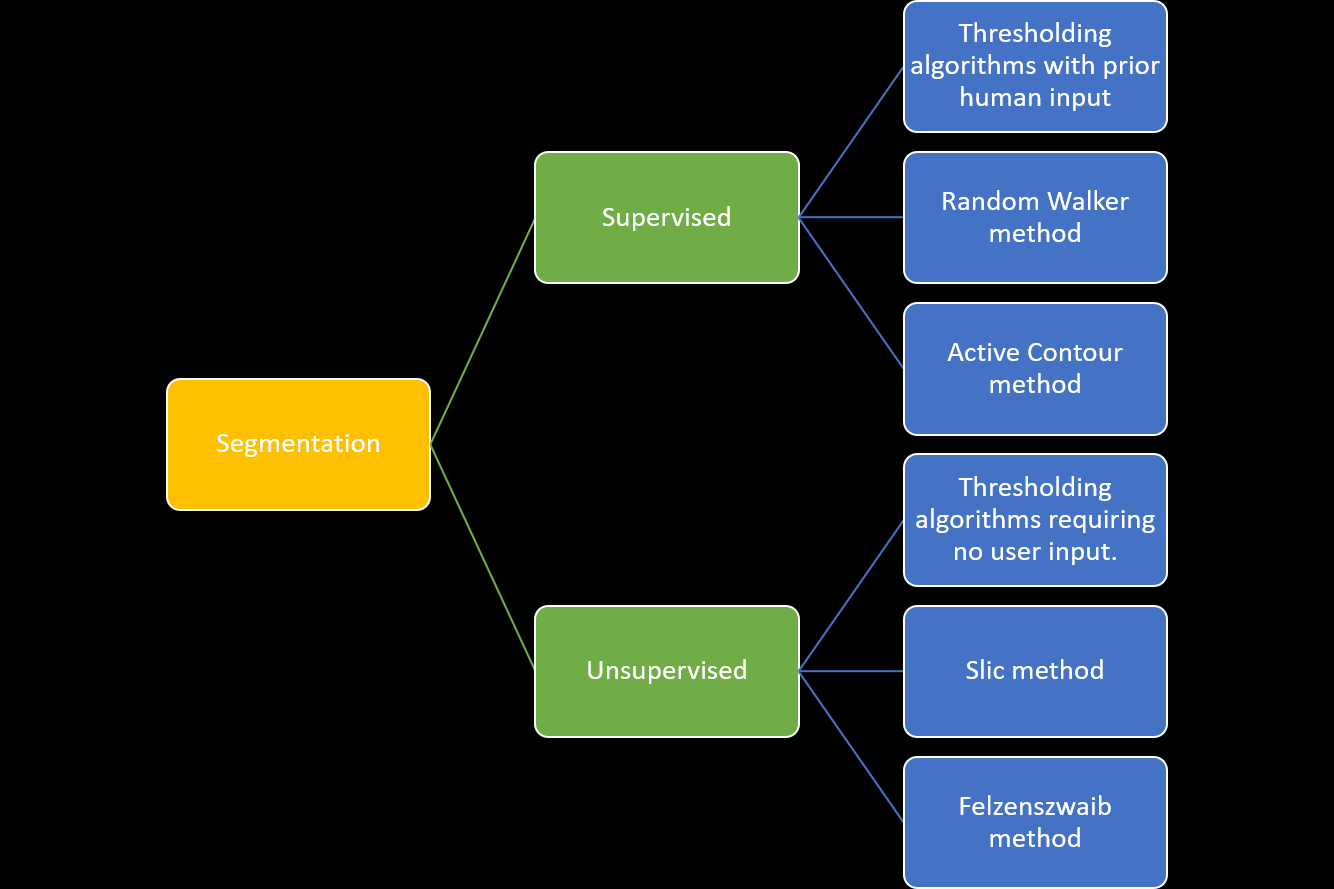 Thresholding
algorithms with prior
human input
Supervised
Random Walker
method
Active Contour
method
Segmentation
Thresholding
algorithms requiring
no user input.
Unsupervised
Slic method
Felzenszwaib
method